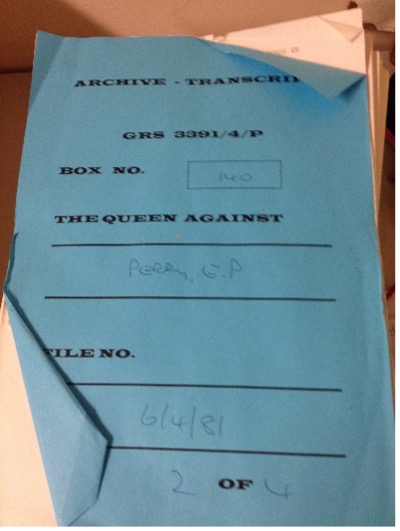 ARCHIVE - TRANSCRI
GRS 3391/4/P
BOX NO. 140
THE QUEEN AGAINST
PERRY, E.P
FILE NO.
6/4/81
2 OF 4